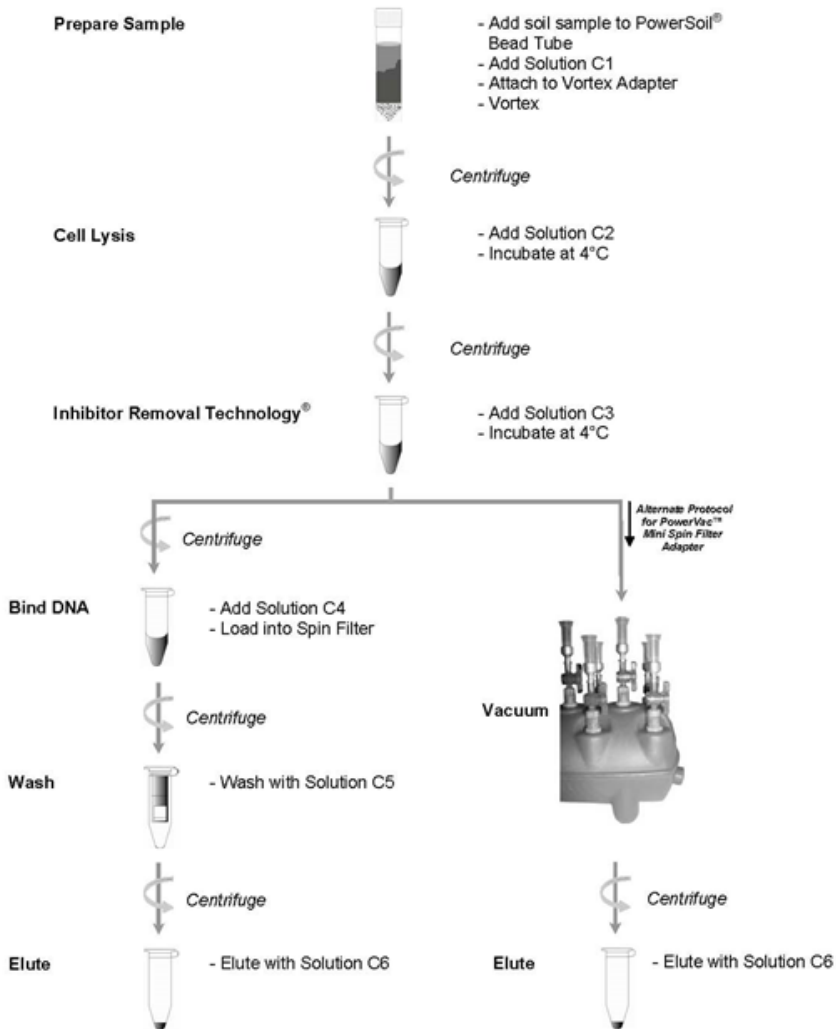 Prepare Sample
- Add soil sample to PowerSoil®
Bead Tube
- Add Solution C1
- Attach to Vortex Adapter
- Vortex
Centrifuge
Cell Lysis
- Add Solution C2
- Incubate at 4°C
Centrifuge
Inhibitor Removal Technology®
- Add Solution C3
- Incubate at 4°C
Centrifuge
Alternate Protocol
for PowerVac™
Mini Spin Filter
Adapter
Bind DNA
- Add Solution C4
- Load into Spin Filter
Centrifuge
Vacuum
Wash
- Wash with Solution C5
Centrifuge
Centrifuge
Elute
- Elute with Solution C6
Elute
- Elute with Solution C6